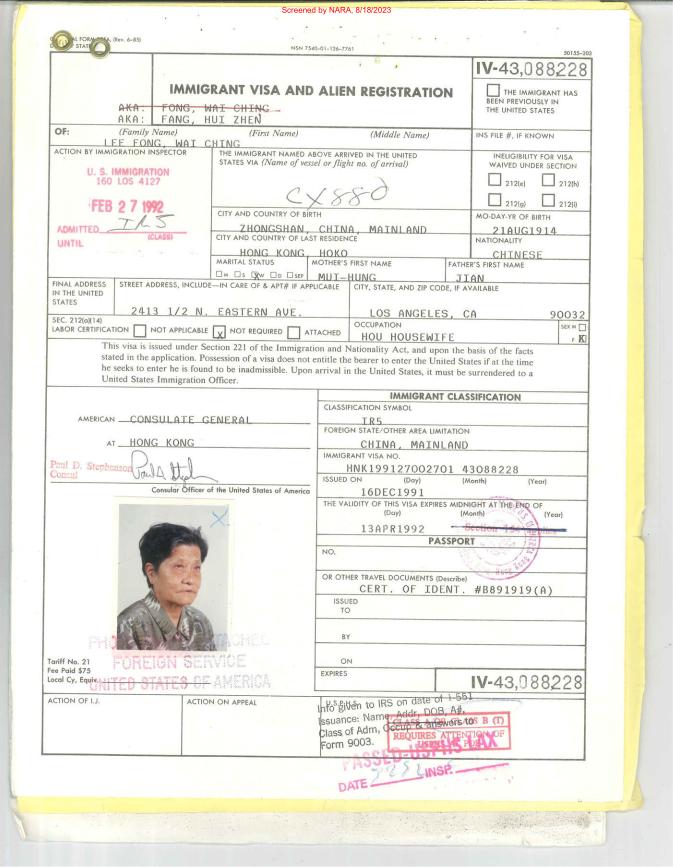 Screened by NARA, 8/18/2023
(Rev. 6-85)
NSN 7540-01-126-7761
50155-202
IV-43,088228
IMMIGRANT VISA AND ALIEN REGISTRATION
THE IMMIGRANT HAS
BEEN PREVIOUSLY IN
THE UNITED STATES
AKA: FONG, WAI CHING
AKA: FANG, HUI ZHEN
OF: (Family Name) (First Name) (Middle Name)
LEE FONG, WAI CHING
INS FILE #, IF KNOWN
ACTION BY IMMIGRATION INSPECTOR
U. S. IMMIGRATION
160 LOS 4127
FEB 27 1992
ADMITTED IR5
(CLASS)
UNTIL
THE IMMIGRANT NAMED ABOVE ARRIVED IN THE UNITED
STATES VIA (Name of vessel or flight no. of arrival)
CX880
INELIGIBILITY FOR VISA
WAIVED UNDER SECTION
212(e) 212(h)
212(g) 212(i)
CITY AND COUNTRY OF BIRTH
ZHONGSHAN, CHINA, MAINLAND
MO-DAY-YR OF BIRTH
21AUG1914
CITY AND COUNTRY OF LAST RESIDENCE
HONG KONG, HOKO
NATIONALITY
CHINESE
MARITAL STATUS
M S W D SEP
MOTHER'S FIRST NAME
MUI-HUNG
FATHER'S FIRST NAME
JIAN
FINAL ADDRESS
IN THE UNITED
STATES
STREET ADDRESS, INCLUDE—IN CARE OF & APT# IF APPLICABLE
2413 1/2 N. EASTERN AVE.
CITY, STATE, AND ZIP CODE, IF AVAILABLE
LOS ANGELES, CA 90032
SEC. 212(a)(14)
LABOR CERTIFICATION NOT APPLICABLE X NOT REQUIRED ATTACHED
OCCUPATION
HOU HOUSEWIFE
SEX M
F X
This visa is issued under Section 221 of the Immigration and Nationality Act, and upon the basis of the facts
stated in the application. Possession of a visa does not entitle the bearer to enter the United States if at the time
he seeks to enter he is found to be inadmissible. Upon arrival in the United States, it must be surrendered to a
United States Immigration Officer.
AMERICAN CONSULATE GENERAL
AT HONG KONG
Paul D. Stephenson
Consul
Consular Officer of the United States of America
IMMIGRANT CLASSIFICATION
CLASSIFICATION SYMBOL
IR5
FOREIGN STATE/OTHER AREA LIMITATION
CHINA, MAINLAND
IMMIGRANT VISA NO.
HNK199127002701 43088228
ISSUED ON (Day) (Month) (Year)
16DEC1991
THE VALIDITY OF THIS VISA EXPIRES MIDNIGHT AT THE END OF
(Day) (Month) (Year)
13APR1992
PASSPORT
NO.
OR OTHER TRAVEL DOCUMENTS (Describe)
CERT. OF IDENT. #B891919(A)
ISSUED
TO
BY
ON
EXPIRES
X
FOREIGN SERVICE
UNITED STATES OF AMERICA
Tariff No. 21
Fee Paid $75
Local Cy, Equiv.
IV-43,088228
ACTION OF I.J.
ACTION ON APPEAL
U.S.P.H.S.
Info given to IRS on date of I-551
Issuance: Name, Addr, DOB, A#,
Class of Adm, Occup & answers to
Form 9003.
B (T)
REQUIRES ATTENTION OF
PASSED-USPHS LAX
DATE INSP.